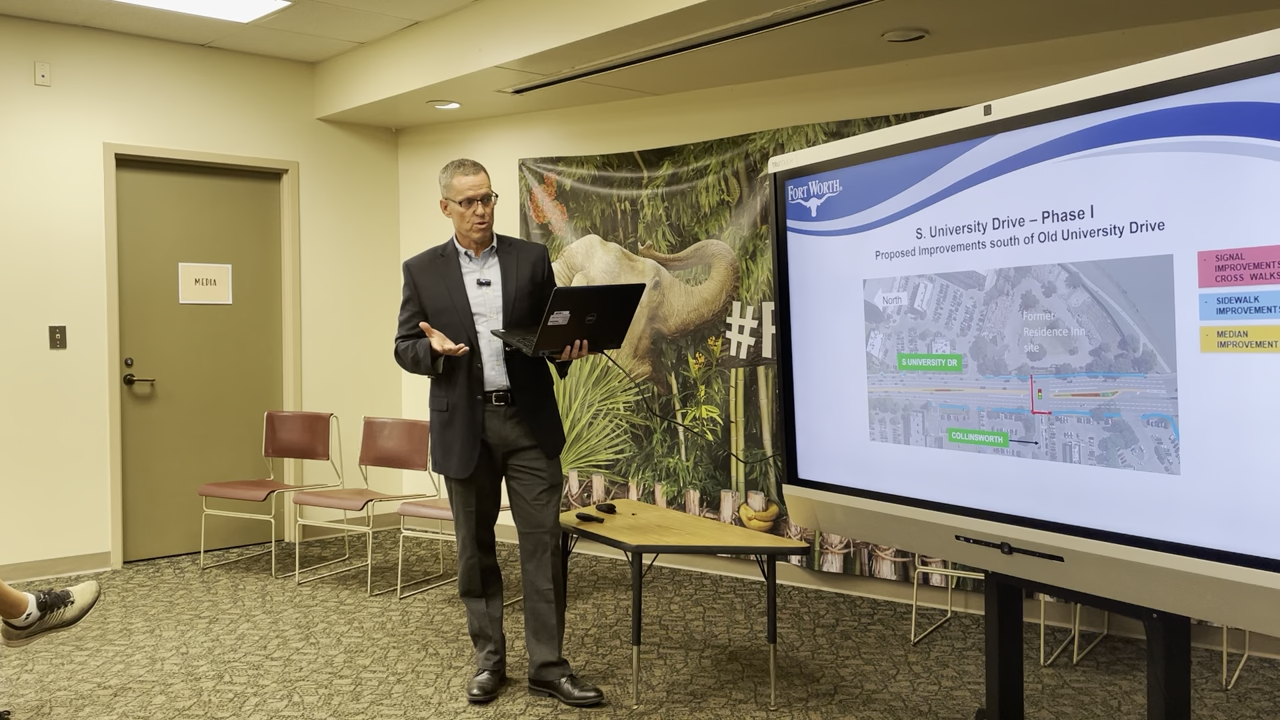 MEDIA
#F
FORT WORTH®
S. University Drive – Phase I
Proposed Improvements south of Old University Drive
North
Former
Residence Inn
site
S UNIVERSITY DR
COLLINSWORTH
- SIGNAL
IMPROVEMENTS
CROSS WALKS
- SIDEWALK
IMPROVEMENTS
- MEDIAN
IMPROVEMENT
DELL